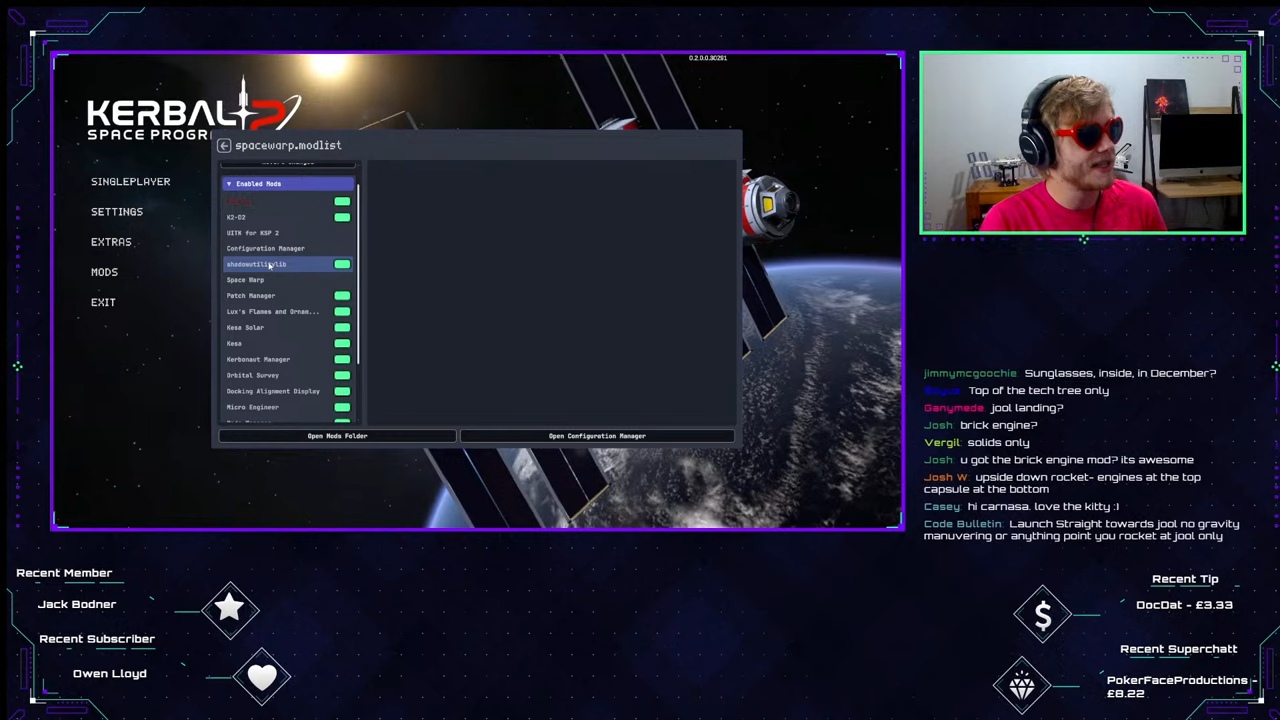 0.2.0.0.30291
KERBAL 2
SPACE PROGR
spacewarp.modlist
SINGLEPLAYER
SETTINGS
EXTRAS
MODS
EXIT
▼ Enabled Mods
K2-D2
UITK for KSP 2
Configuration Manager
shadowutilitylib
Space Warp
Patch Manager
Lux's Flames and Ornam...
Kesa Solar
Kesa
Kerbonaut Manager
Orbital Survey
Docking Alignment Display
Micro Engineer
Open Mods Folder
Open Configuration Manager
jimmymcgoochie: Sunglasses, inside, in December?
Top of the tech tree only
Ganymede: jool landing?
Josh: brick engine?
Vergil: solids only
Josh: u got the brick engine mod? its awesome
Josh W.: upside down rocket- engines at the top
capsule at the bottom
Casey: hi carnasa. love the kitty :)
Code Bulletin: Launch Straight towards jool no gravity
manuvering or anything point you rocket at jool only
Recent Member
Jack Bodner
Recent Subscriber
Owen Lloyd
Recent Tip
DocDat - £3.33
Recent Superchatt
PokerFaceProductions -
£8.22